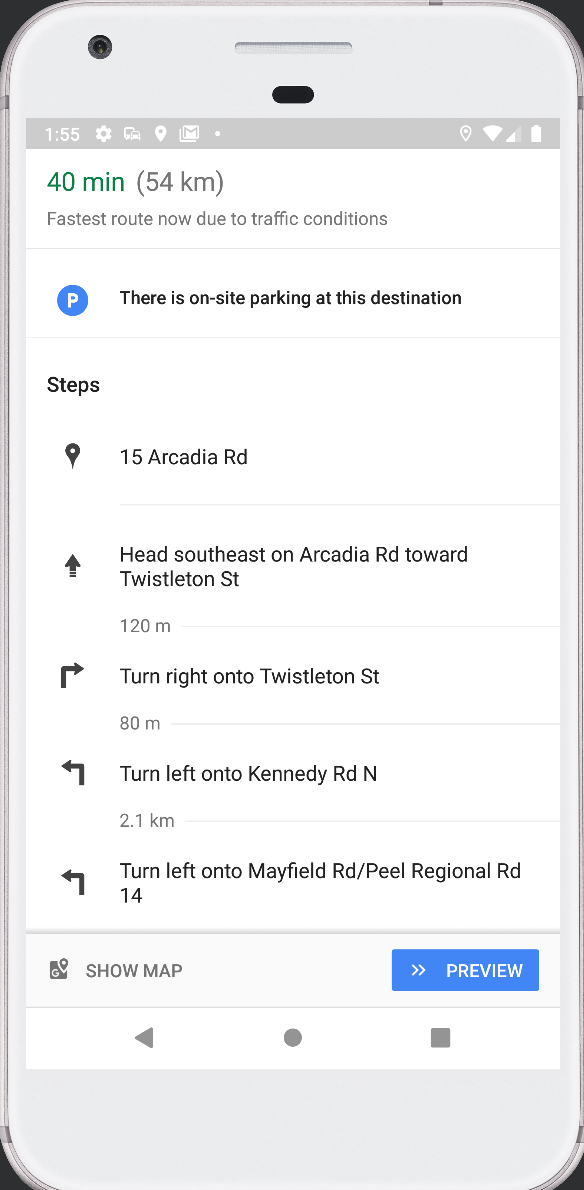 1:55
40 min (54 km)
Fastest route now due to traffic conditions
P
There is on-site parking at this destination
Steps
15 Arcadia Rd
Head southeast on Arcadia Rd toward
Twistleton St
120 m
Turn right onto Twistleton St
80 m
Turn left onto Kennedy Rd N
2.1 km
Turn left onto Mayfield Rd/Peel Regional Rd
14
SHOW MAP
PREVIEW